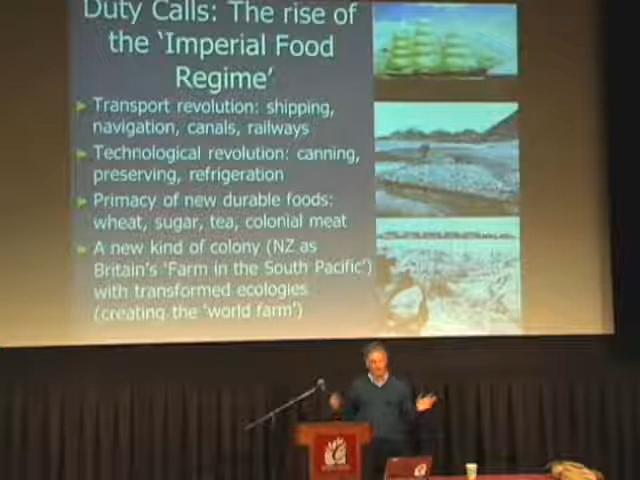 Duty Calls: The rise of
the 'Imperial Food
Regime'
Transport revolution: shipping,
navigation, canals, railways
Technological revolution: canning,
preserving, refrigeration
Primacy of new durable foods:
wheat, sugar, tea, colonial meat
A new kind of colony (NZ as
Britain's 'Farm in the South Pacific')
with transformed ecologies
(creating the 'world farm')